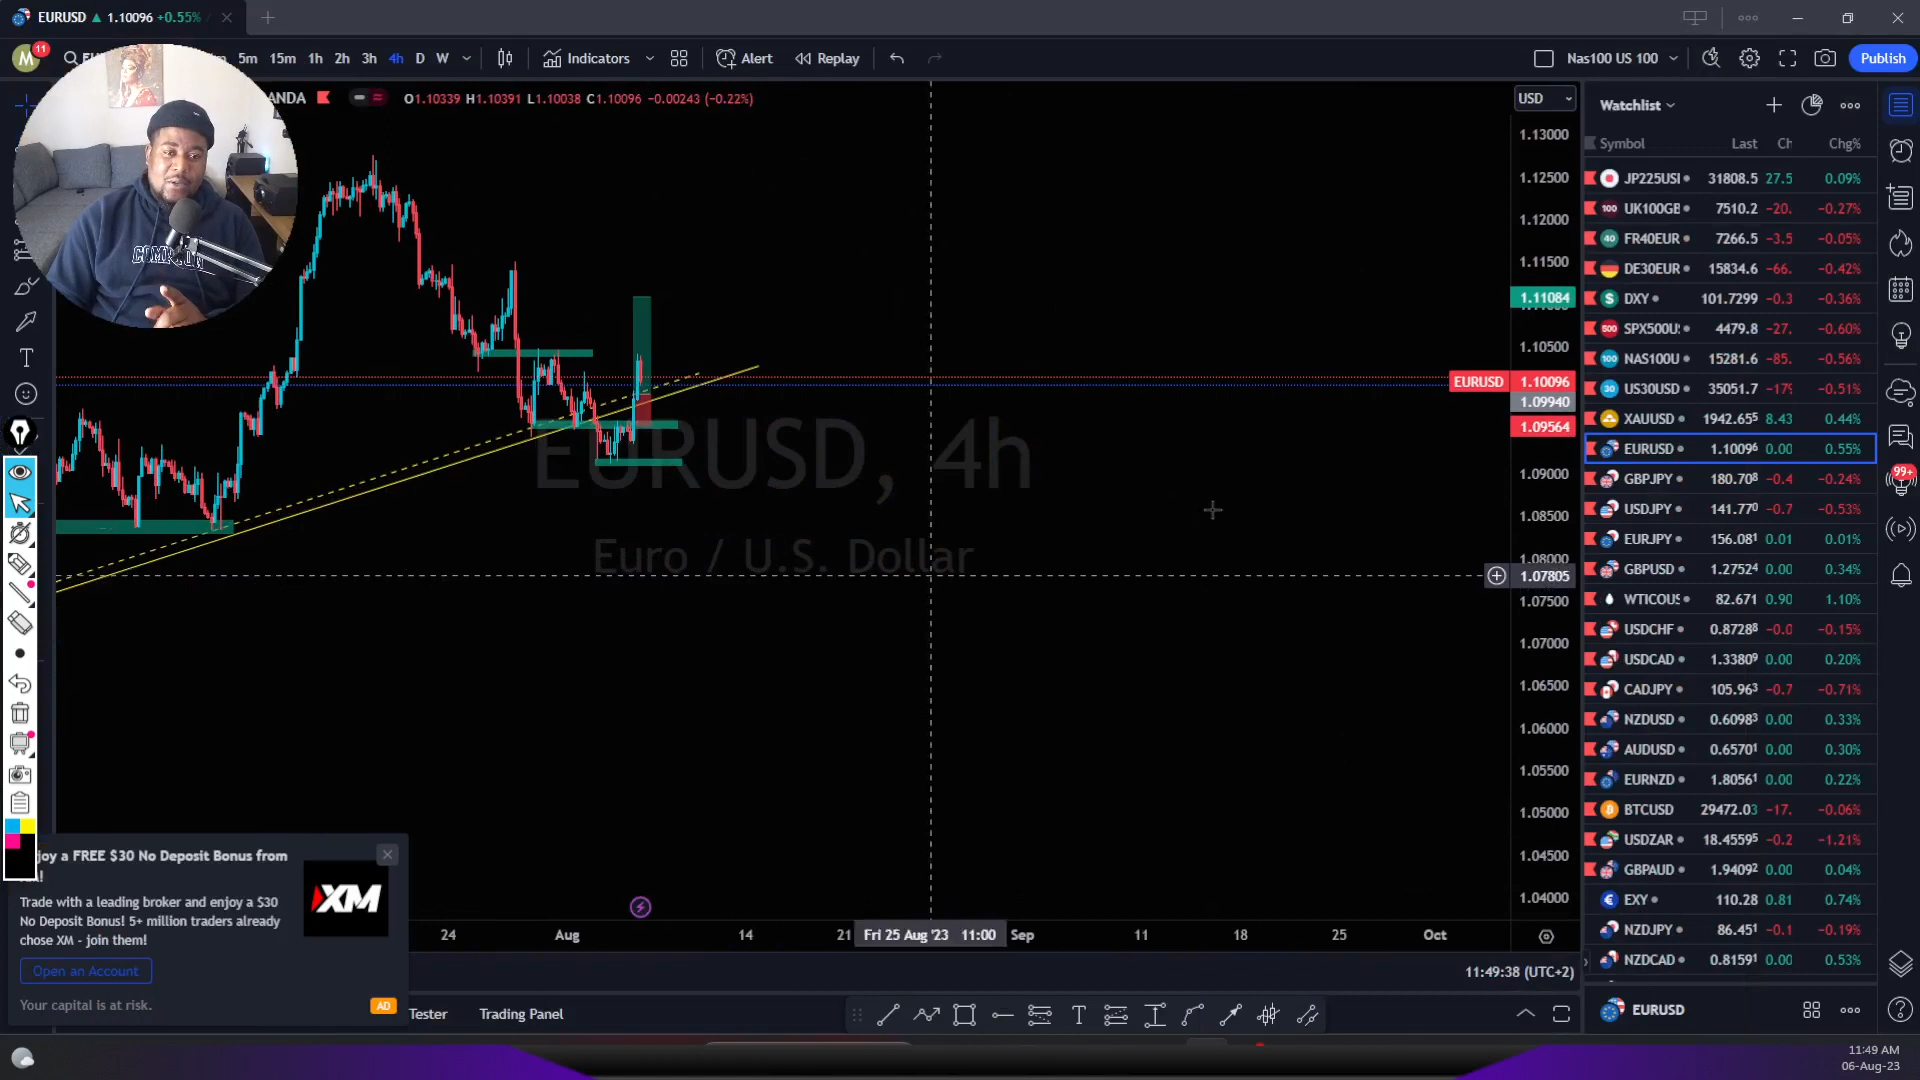 EURUSD ▲ 1.10096 +0.55%
M 11
5m 15m 1h 2h 3h 4h D W Indicators Alert Replay Nas100 US 100 Publish
ANDA O1.10339 H1.10391 L1.10038 C1.10096 -0.00243 (-0.22%)
USD
COMPTON
1.13000
1.12500
1.12000
1.11500
1.11084
1.10500
EURUSD 1.10096
1.09940
1.09564
1.09000
1.08500
1.08000
1.07805
1.07500
1.07000
1.06500
1.06000
1.05500
1.05000
1.04500
1.04000
EURUSD, 4h
Euro / U.S. Dollar
24 Aug 14 21 Fri 25 Aug '23 11:00 Sep 11 18 25 Oct
11:49:38 (UTC+2)
Watchlist
Symbol Last Ch Chg%
JP225USI 31808.5 27.5 0.09%
UK100GB 7510.2 -20. -0.27%
FR40EUR 7266.5 -3.5 -0.05%
DE30EUR 15834.6 -66. -0.42%
DXY 101.7299 -0.3 -0.36%
SPX500U 4479.8 -27. -0.60%
NAS100U 15281.6 -85. -0.56%
US30USD 35051.7 -179 -0.51%
XAUUSD 1942.655 8.43 0.44%
EURUSD 1.10096 0.00 0.55%
GBPJPY 180.708 -0.4 -0.24%
USDJPY 141.770 -0.7 -0.53%
EURJPY 156.081 0.01 0.01%
GBPUSD 1.27524 0.00 0.34%
WTICOUS 82.671 0.90 1.10%
USDCHF 0.87288 -0.0 -0.15%
USDCAD 1.33809 0.00 0.20%
CADJPY 105.963 -0.7 -0.71%
NZDUSD 0.60983 0.00 0.33%
AUDUSD 0.65701 0.00 0.30%
EURNZD 1.80561 0.00 0.22%
BTCUSD 29472.03 -17. -0.06%
USDZAR 18.45595 -0.2 -1.21%
GBPAUD 1.94092 0.00 0.04%
EXY 110.28 0.81 0.74%
NZDJPY 86.451 -0.1 -0.19%
NZDCAD 0.81591 0.00 0.53%
EURUSD
99+
joy a FREE $30 No Deposit Bonus from
Trade with a leading broker and enjoy a $30
No Deposit Bonus! 5+ million traders already
chose XM - join them!
XM
Open an Account
Your capital is at risk.
AD
Tester Trading Panel
11:49 AM
06-Aug-23